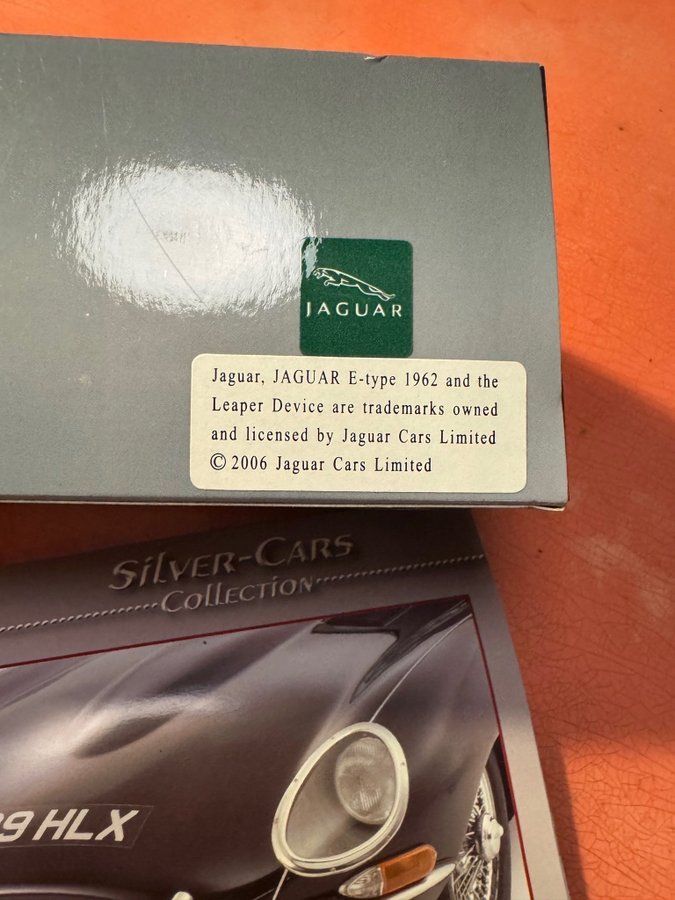 JAGUAR
Jaguar, JAGUAR E-type 1962 and the
Leaper Device are trademarks owned
and licensed by Jaguar Cars Limited
© 2006 Jaguar Cars Limited
SILVER-CARS
COLLECTION
9 HLX